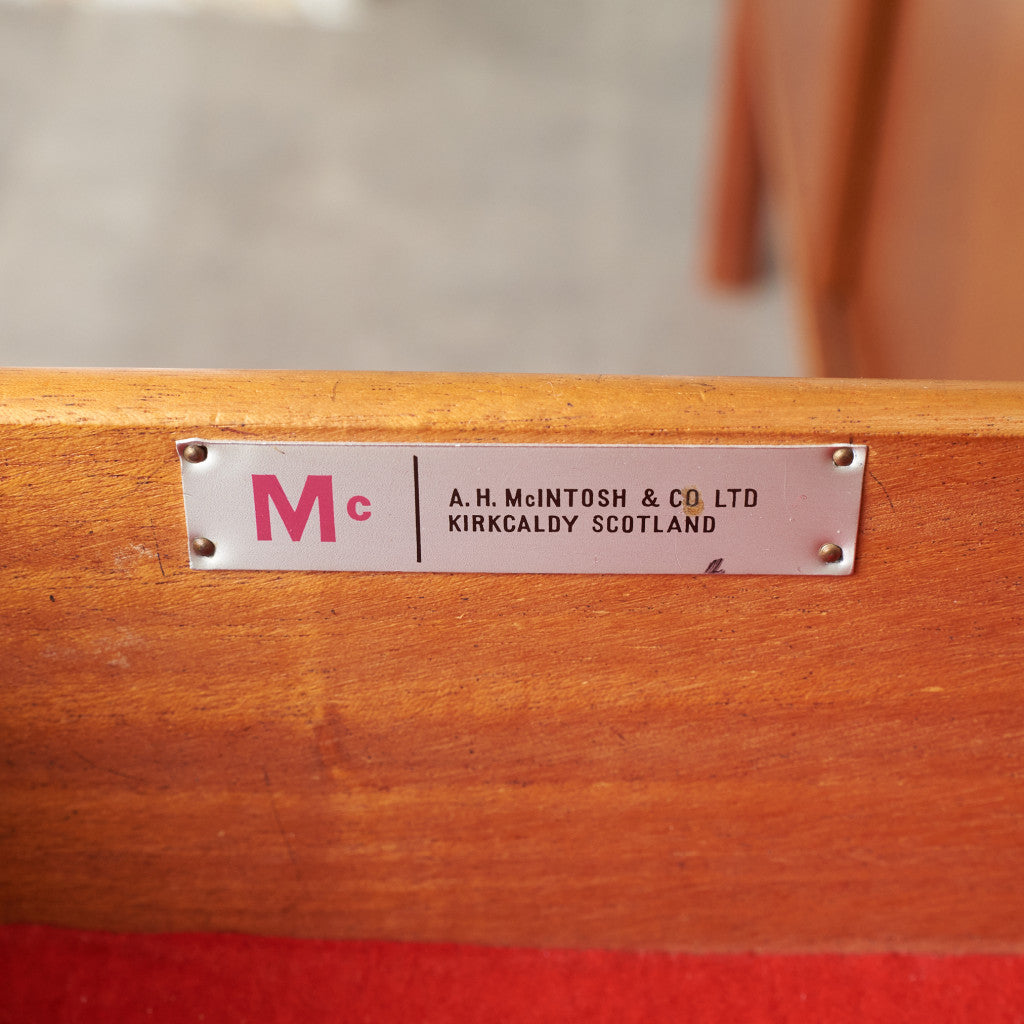 Mc
A. H. McINTOSH & CO LTD
KIRKCALDY SCOTLAND